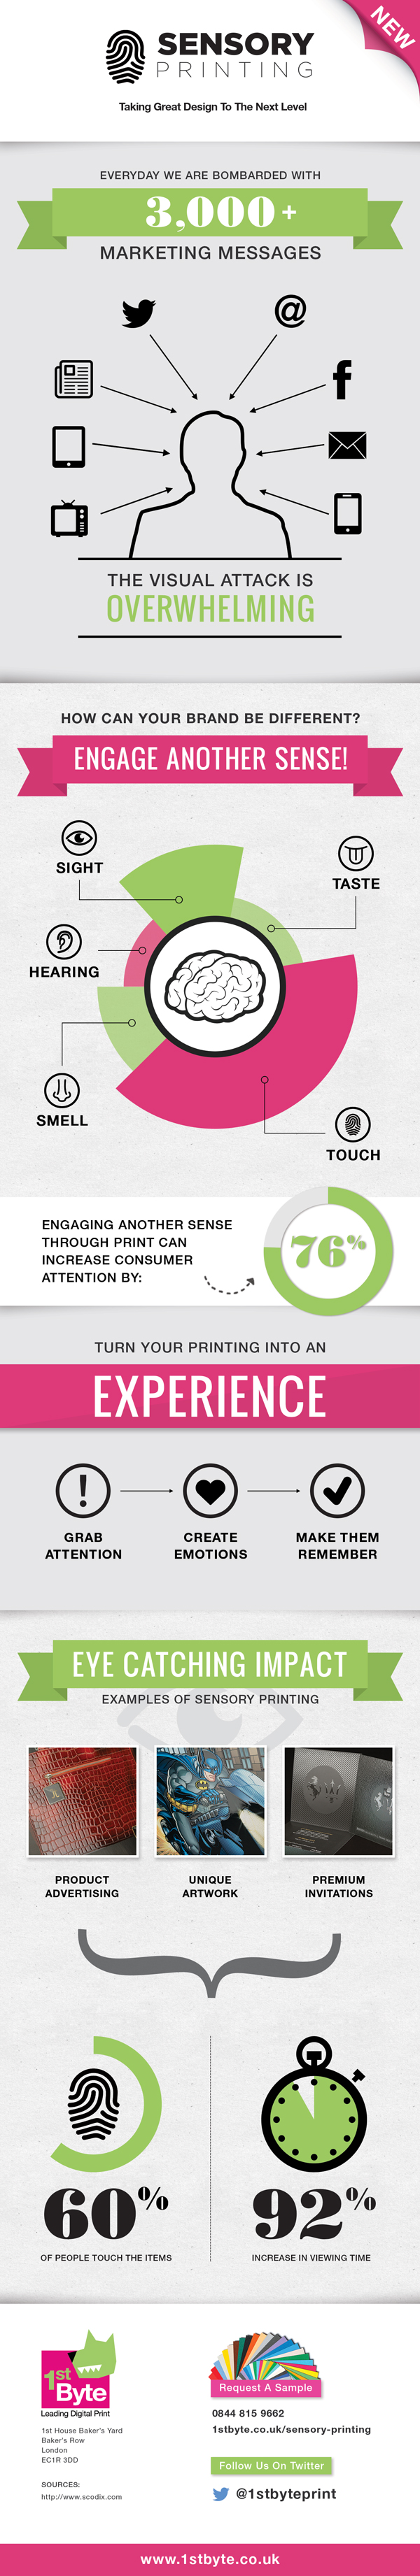 NEW
SENSORY
PRINTING
Taking Great Design To The Next Level
EVERYDAY WE ARE BOMBARDED WITH
3,000+
MARKETING MESSAGES
@
f
THE VISUAL ATTACK IS
OVERWHELMING
HOW CAN YOUR BRAND BE DIFFERENT?
ENGAGE ANOTHER SENSE!
SIGHT
TASTE
HEARING
SMELL
TOUCH
ENGAGING ANOTHER SENSE
THROUGH PRINT CAN
INCREASE CONSUMER
ATTENTION BY:
76%
TURN YOUR PRINTING INTO AN
EXPERIENCE
!
GRAB
ATTENTION
CREATE
EMOTIONS
MAKE THEM
REMEMBER
EYE CATCHING IMPACT
EXAMPLES OF SENSORY PRINTING
PRODUCT
ADVERTISING
UNIQUE
ARTWORK
PREMIUM
INVITATIONS
60%
OF PEOPLE TOUCH THE ITEMS
92%
INCREASE IN VIEWING TIME
1st
Byte
Leading Digital Print
1st House Baker's Yard
Baker's Row
London
EC1R 3DD
SOURCES:
http://www.scodix.com
Request A Sample
0844 815 9662
1stbyte.co.uk/sensory-printing
Follow Us On Twitter
@1stbyteprint
www.1stbyte.co.uk